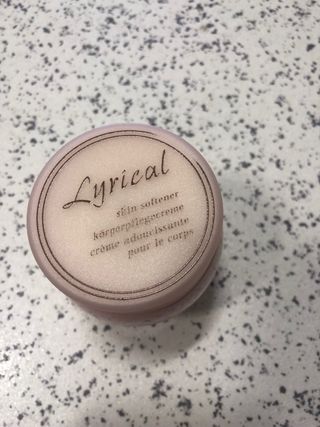 Lyrical
skin softener
körperpflegecreme
crème adoucissante
pour le corps